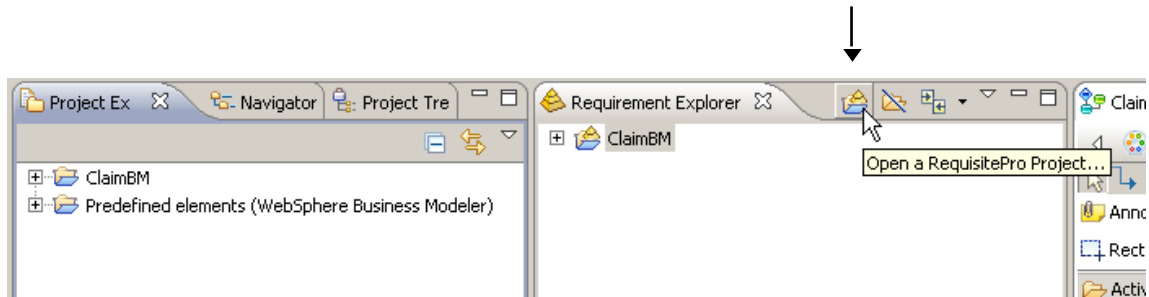 Project Ex
Navigator
Project Tre
Requirement Explorer
Claim
ClaimBM
Open a RequisitePro Project...
ClaimBM
Predefined elements (WebSphere Business Modeler)
Anno
Rect
Activ